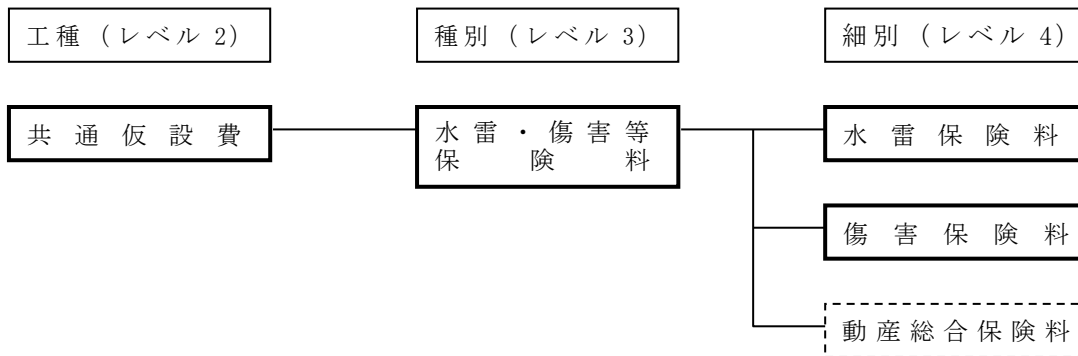 工種（レベル2）
種別（レベル3）
細別（レベル4）
共通仮設費
水雷・傷害等
保険料
水雷保険料
傷害保険料
動産総合保険料